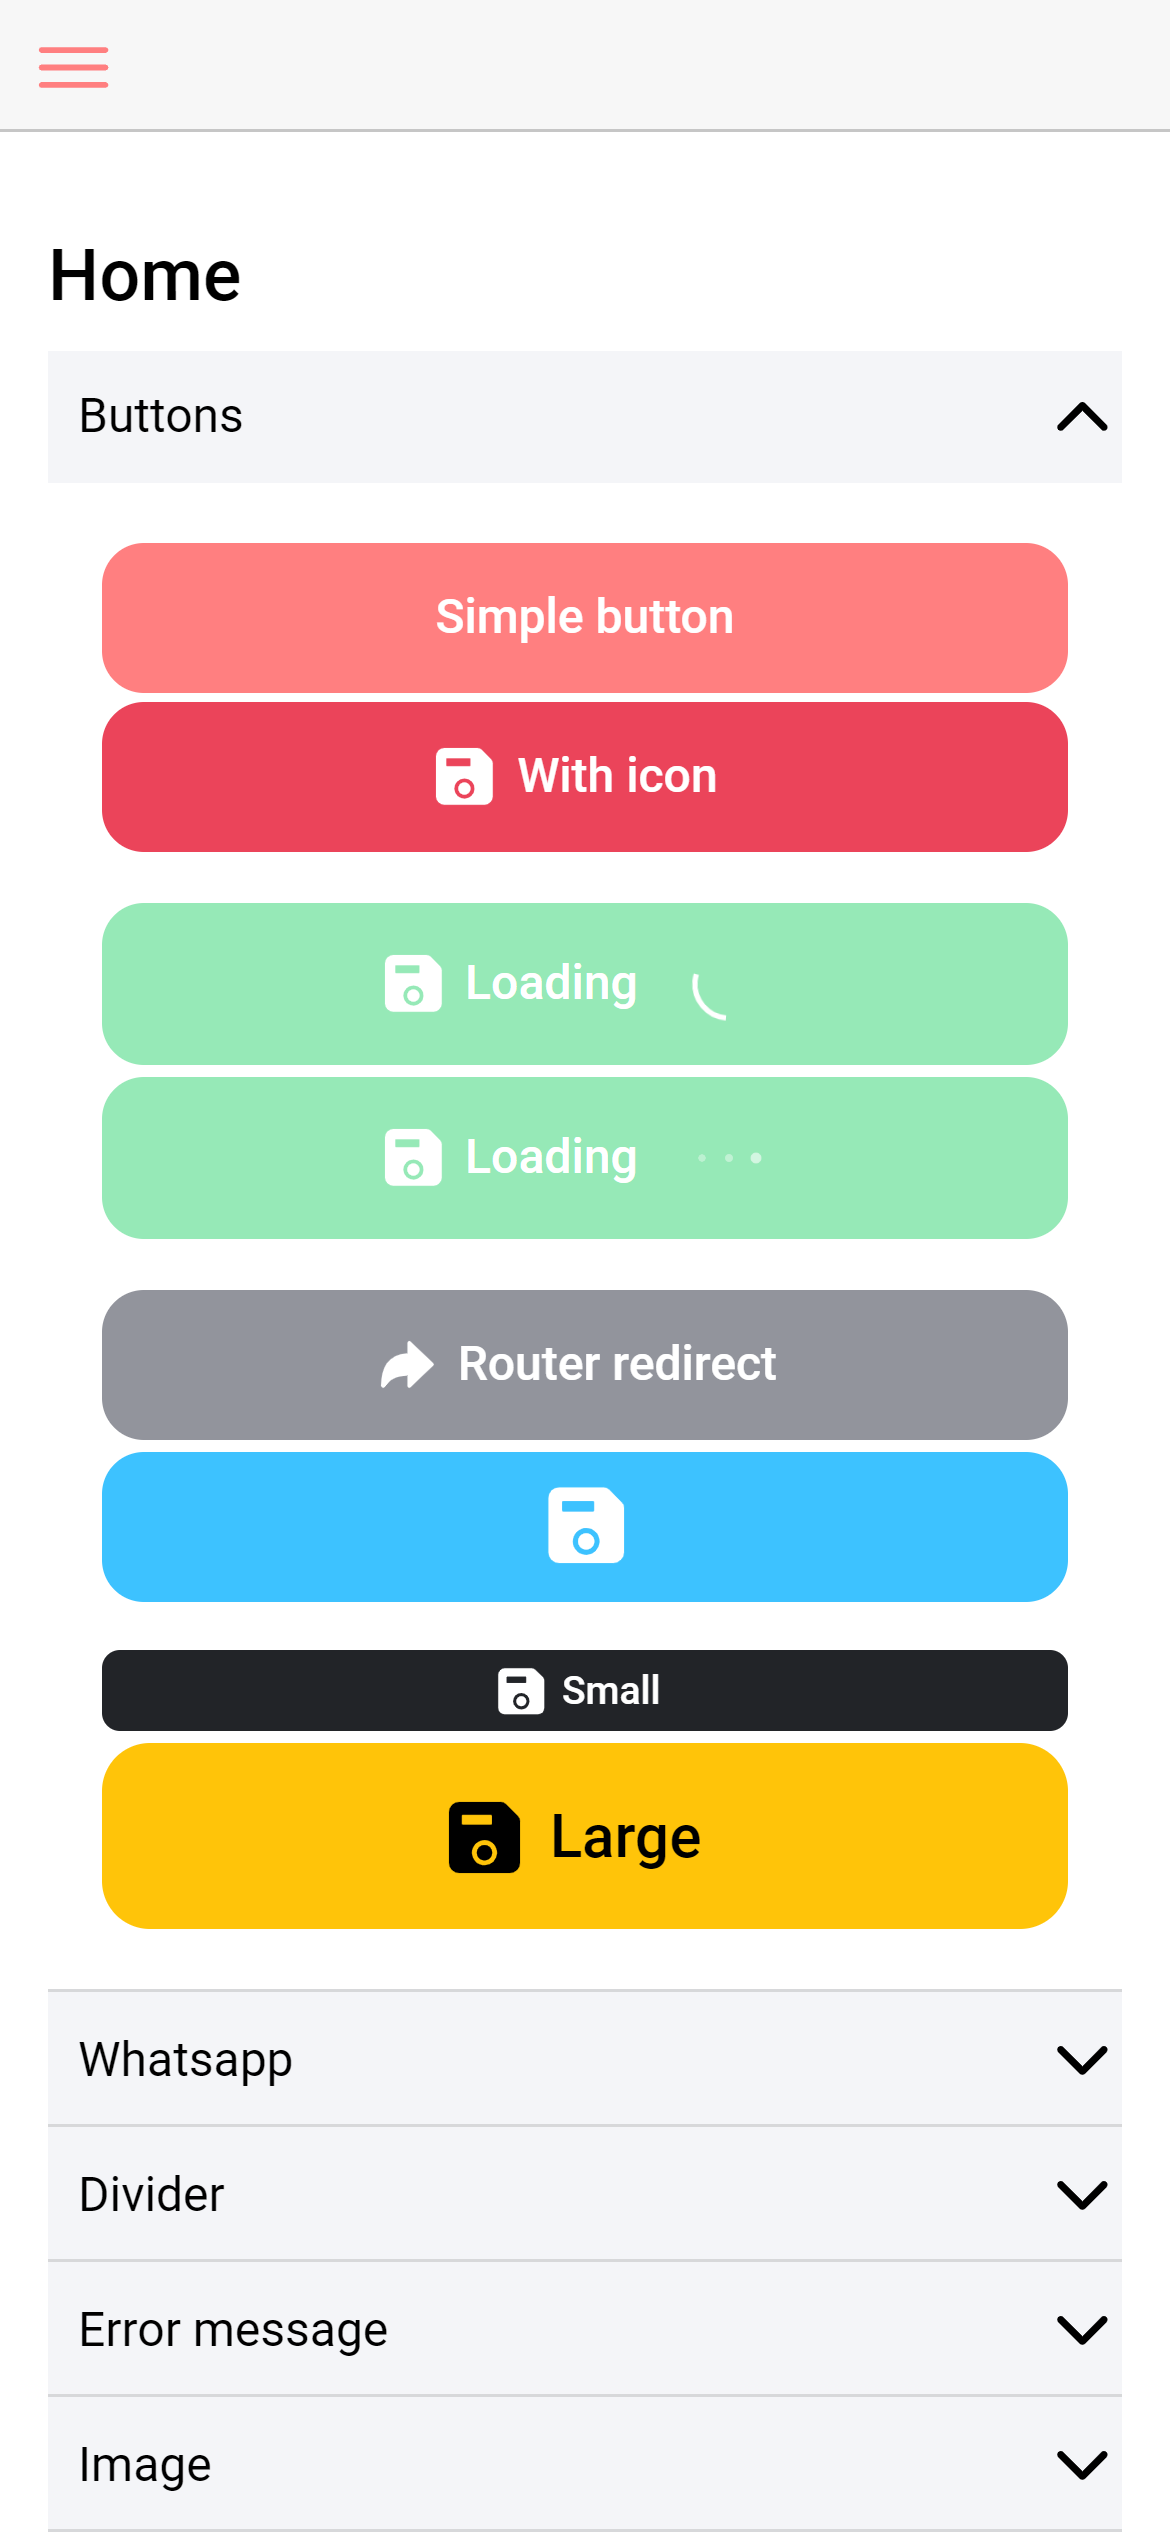 Home
Buttons
Simple button
With icon
Loading
Loading
Router redirect
Small
Large
Whatsapp
Divider
Error message
Image